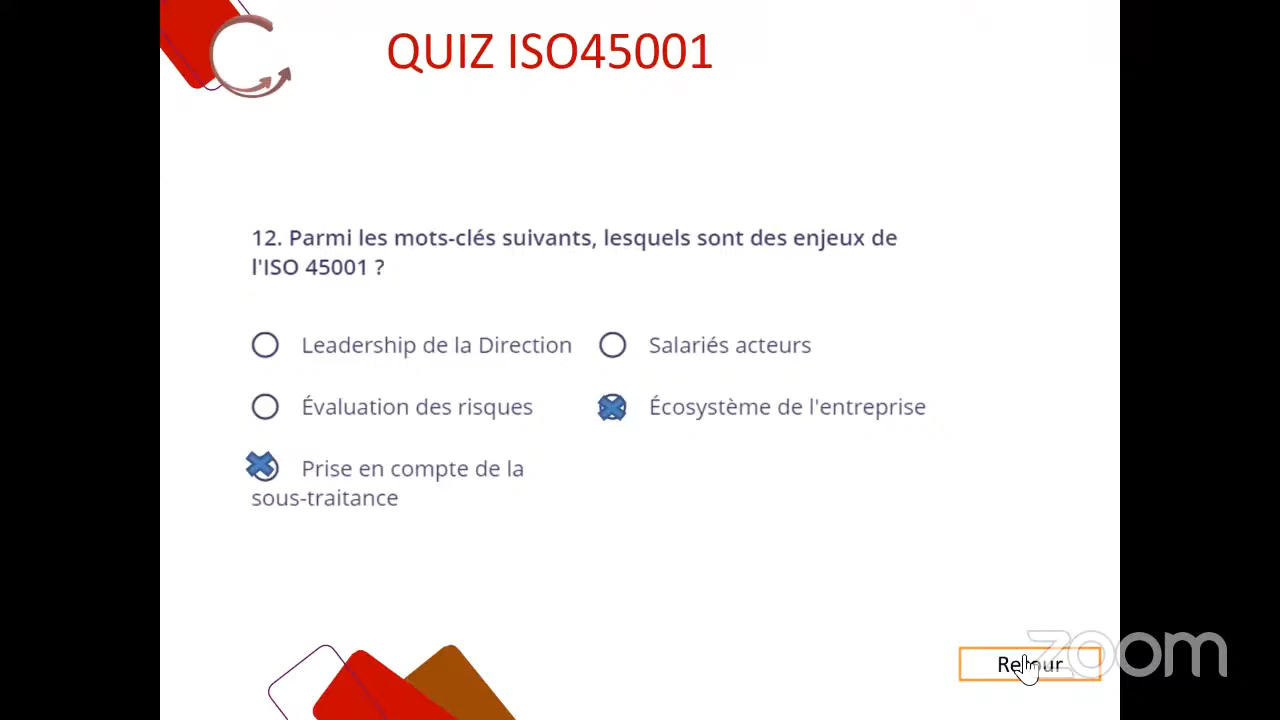 QUIZ ISO45001
12. Parmi les mots-clés suivants, lesquels sont des enjeux de
l'ISO 45001 ?
Leadership de la Direction
Salariés acteurs
Évaluation des risques
Écosystème de l'entreprise
Prise en compte de la
sous-traitance
Retour
zoom